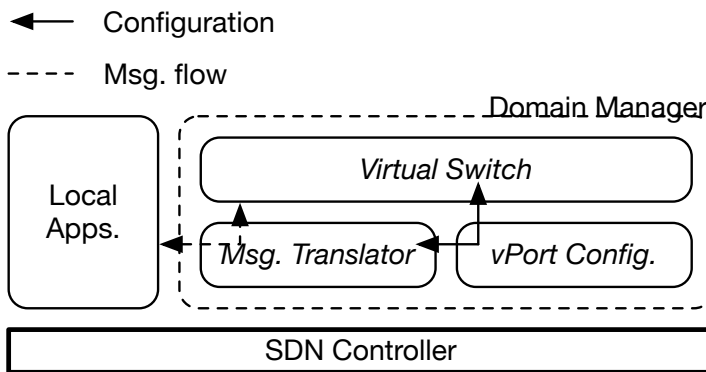 Configuration
Msg. flow
Domain Manager
Local
Apps.
Virtual Switch
Msg. Translator
vPort Config.
SDN Controller